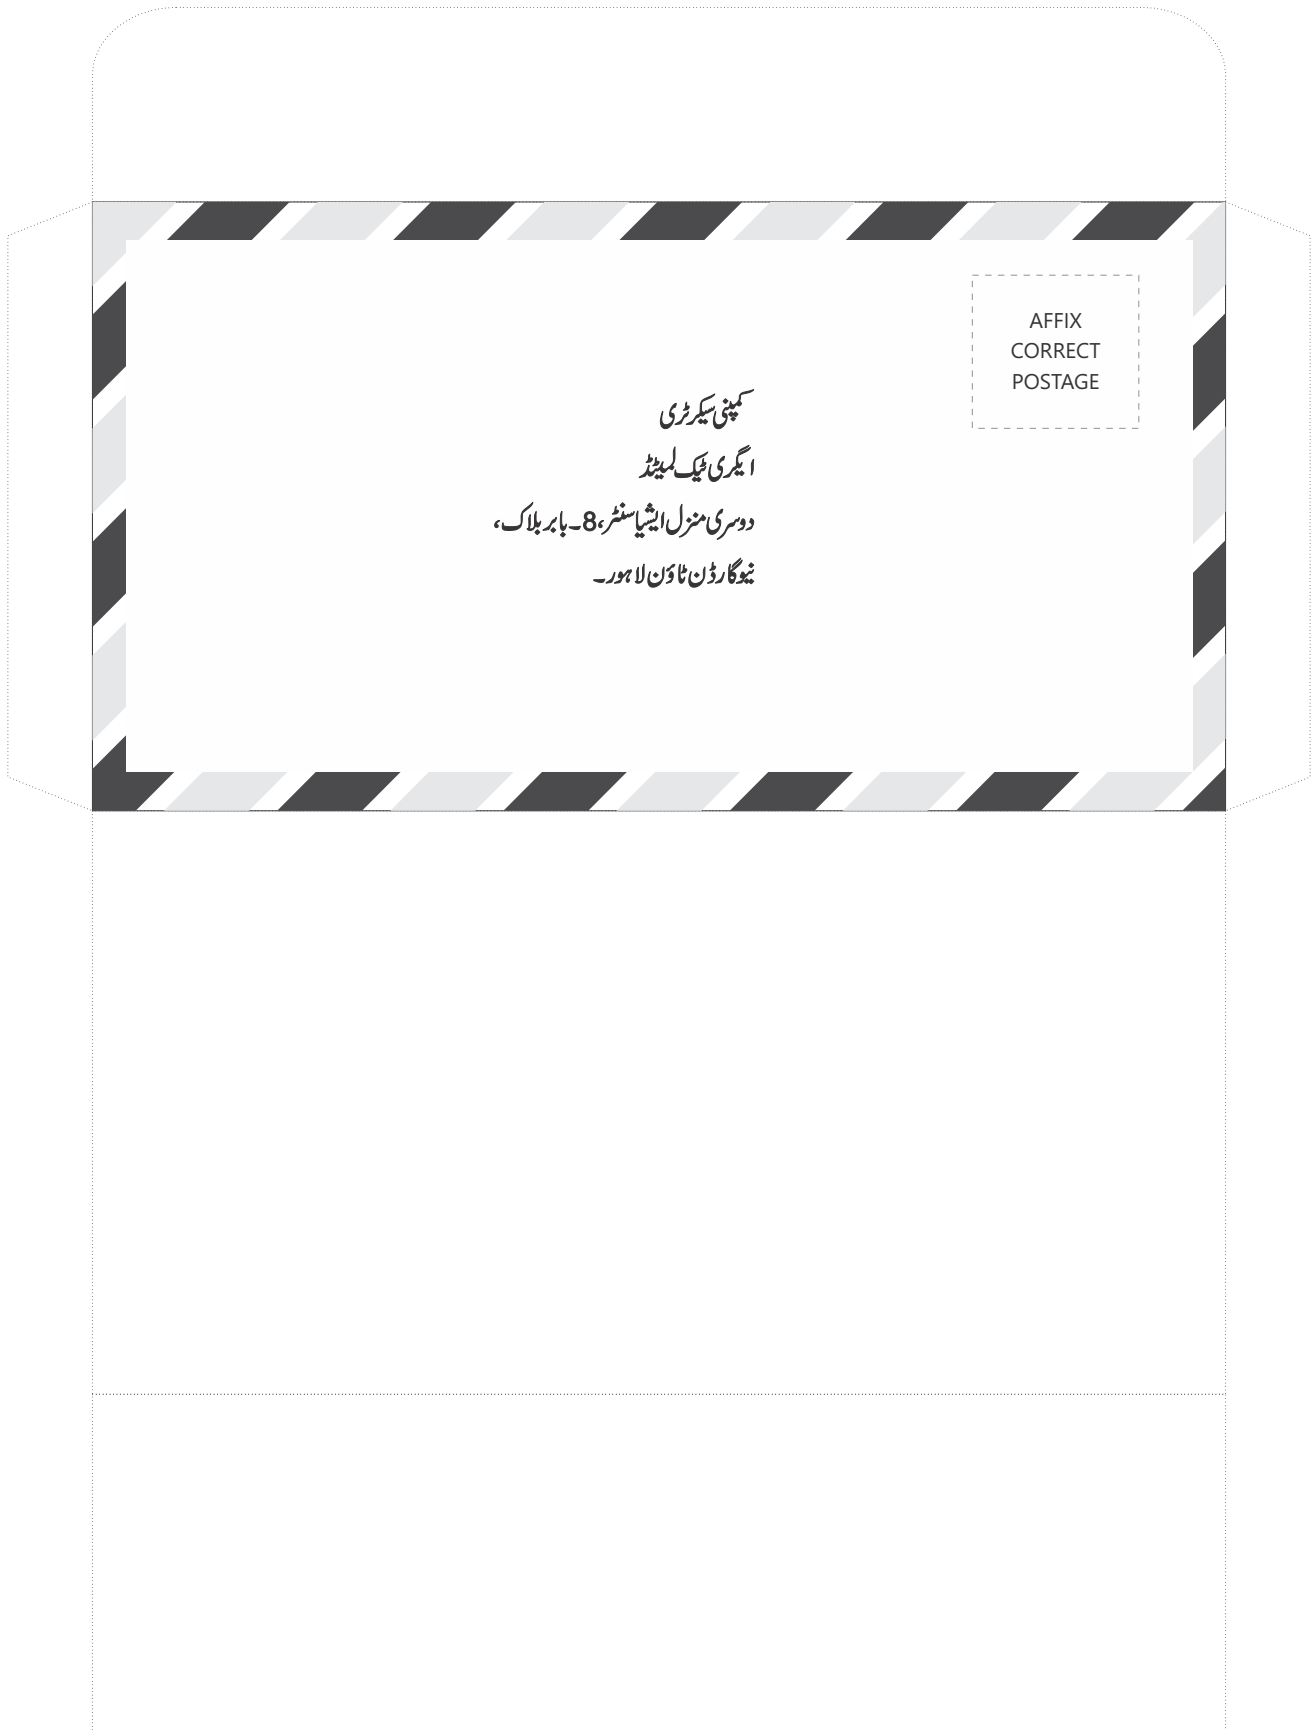 AFFIX
CORRECT
POSTAGE
کمپنی سیکرٹری
ایگری ٹیک لمیٹڈ
دوسری منزل ایشیا سنٹر، 8۔بابر بلاک،
نیو گارڈن ٹاؤن لاہور۔